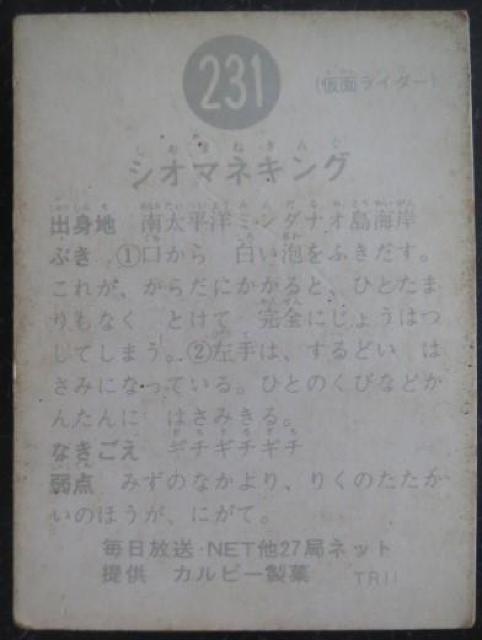 231
(仮面ライダー)
シオマネキング
出身地 南太平洋ミンダナオ島海岸
ぶき ①口から 白い泡をふきだす。
これが、からだにかかると、ひとたま
りもなく とけて 完全にじょうはつ
してしまう。②左手は、するどい は
さみになっている。ひとのくびなどか
んたんに はさみきる。
なきごえ ギチギチギチ
弱点 みずのなかより、りくのたたか
いのほうが、にがて。
毎日放送・NET他27局ネット
提供 カルビー製菓 TR11